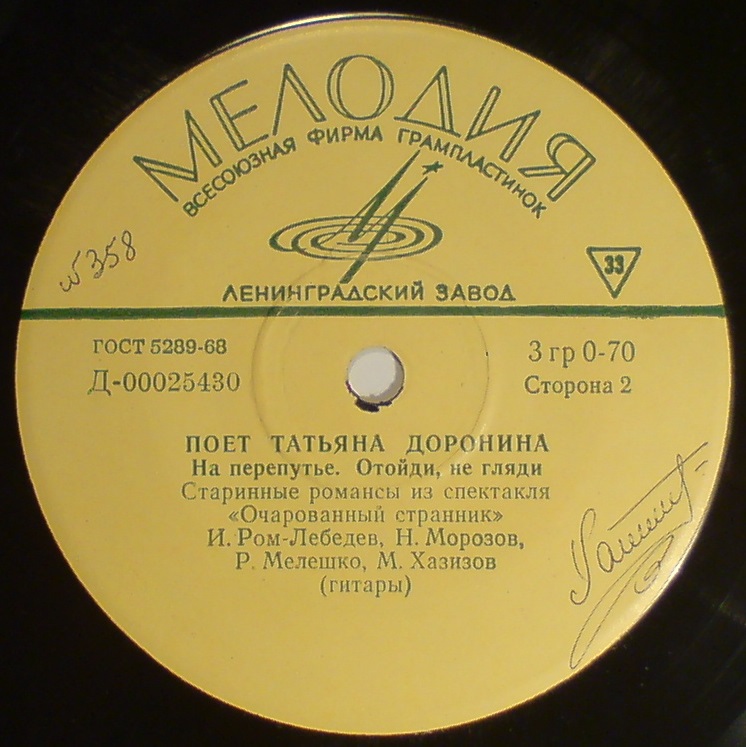 МЕЛОДИЯ
ВСЕСОЮЗНАЯ ФИРМА ГРАМПЛАСТИНОК
ЛЕНИНГРАДСКИЙ ЗАВОД
33
358
ГОСТ 5289-68
3 гр 0-70
Д-00025430
Сторона 2
ПОЕТ ТАТЬЯНА ДОРОНИНА
На перепутье. Отойди, не гляди
Старинные романсы из спектакля
«Очарованный странник»
И. Ром-Лебедев, Н. Морозов,
Р. Мелешко, М. Хазизов
(гитары)